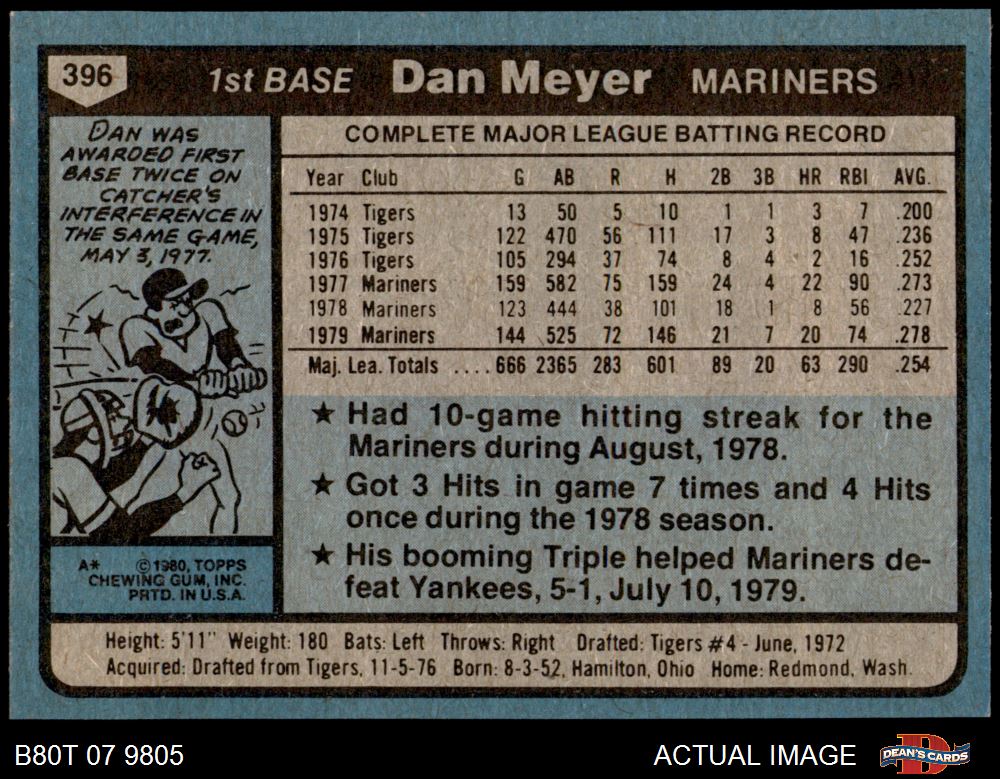 396 1st BASE Dan Meyer MARINERS
DAN WAS
AWARDED FIRST
BASE TWICE ON
CATCHER'S
INTERFERENCE IN
THE SAME GAME,
MAY 3, 1977.
COMPLETE MAJOR LEAGUE BATTING RECORD
Year Club G AB R H 2B 3B HR RBI AVG.
1974 Tigers 13 50 5 10 1 1 3 7 .200
1975 Tigers 122 470 56 111 17 3 8 47 .236
1976 Tigers 105 294 37 74 8 4 2 16 .252
1977 Mariners 159 582 75 159 24 4 22 90 .273
1978 Mariners 123 444 38 101 18 1 8 56 .227
1979 Mariners 144 525 72 146 21 7 20 74 .278
Maj. Lea. Totals .... 666 2365 283 601 89 20 63 290 .254
★ Had 10-game hitting streak for the
Mariners during August, 1978.
★ Got 3 Hits in game 7 times and 4 Hits
once during the 1978 season.
★ His booming Triple helped Mariners de-
feat Yankees, 5-1, July 10, 1979.
A* ©1980, TOPPS
CHEWING GUM, INC.
PRTD. IN U.S.A.
Height: 5'11" Weight: 180 Bats: Left Throws: Right Drafted: Tigers #4 - June, 1972
Acquired: Drafted from Tigers, 11-5-76 Born: 8-3-52, Hamilton, Ohio Home: Redmond, Wash.
B80T 07 9805 ACTUAL IMAGE DEAN'S CARDS